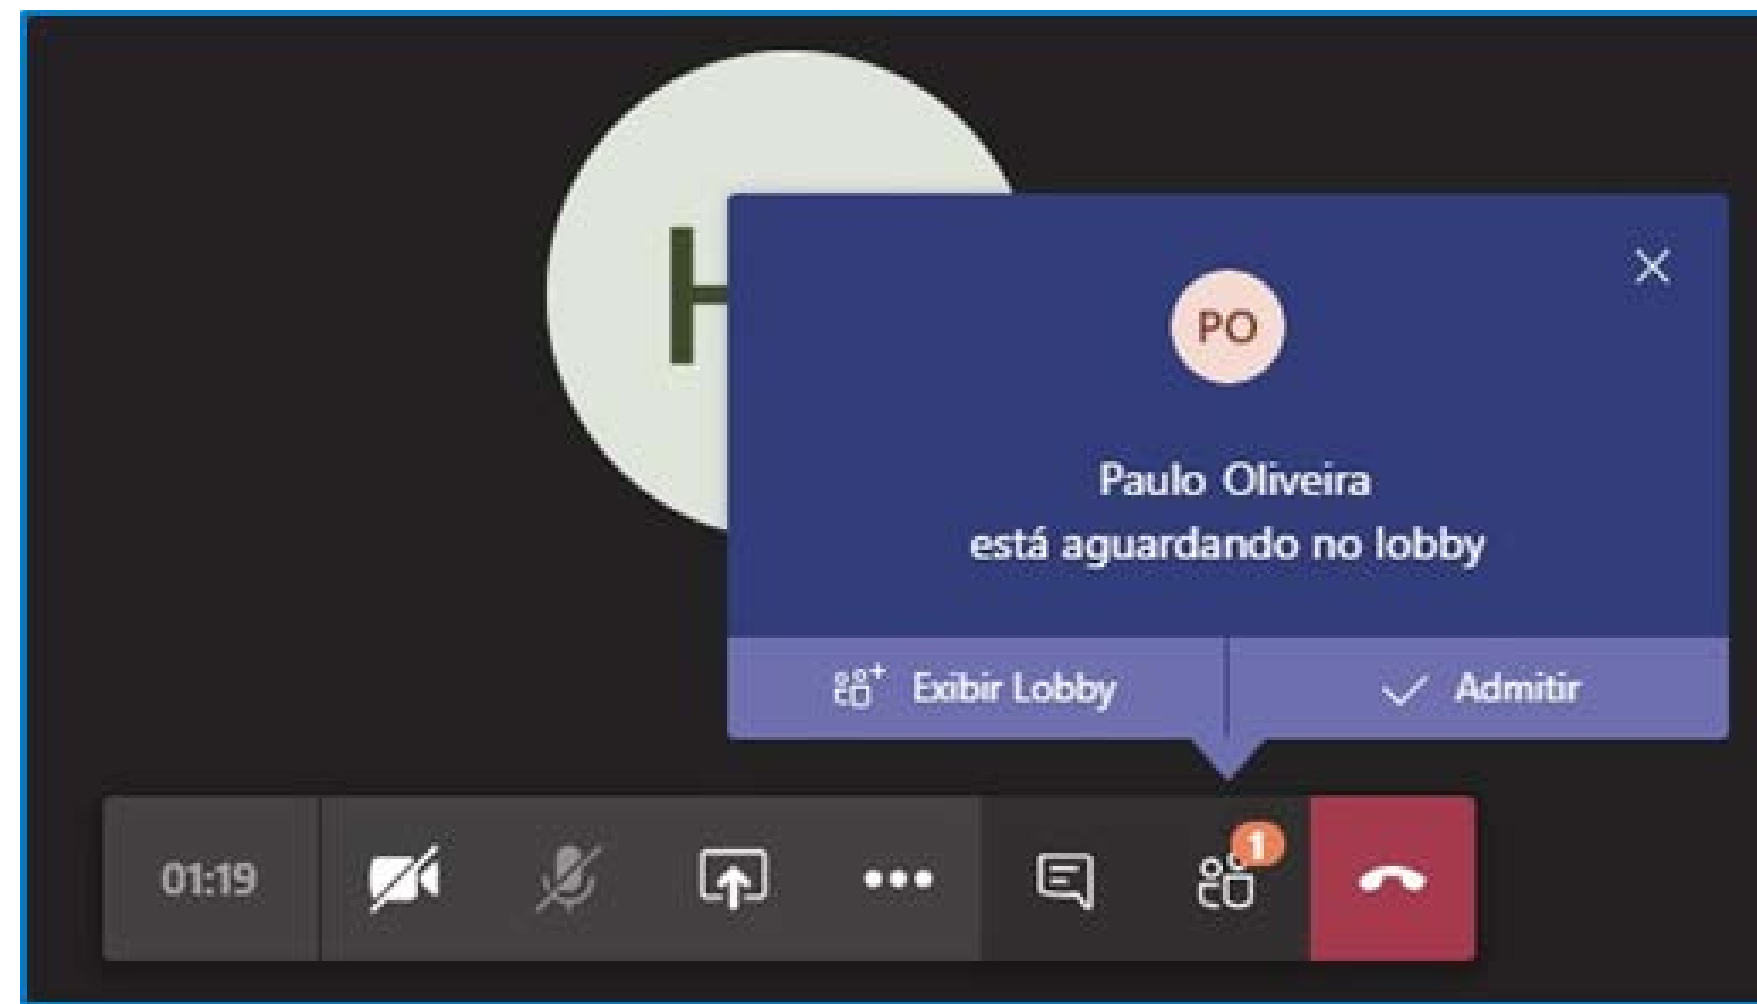 H
PO
Paulo Oliveira
está aguardando no lobby
Exibir Lobby
Admitir
01:19
1